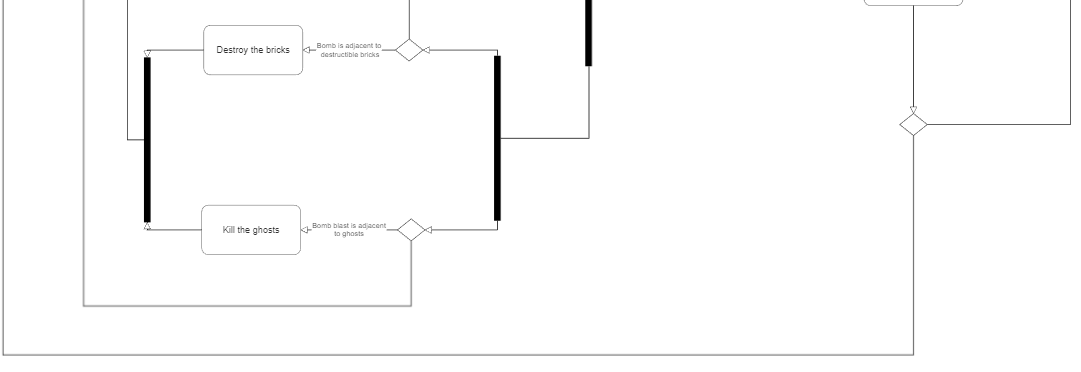 Destroy the bricks
Bomb is adjacent to
destructible bricks
Kill the ghosts
Bomb blast is adjacent
to ghosts